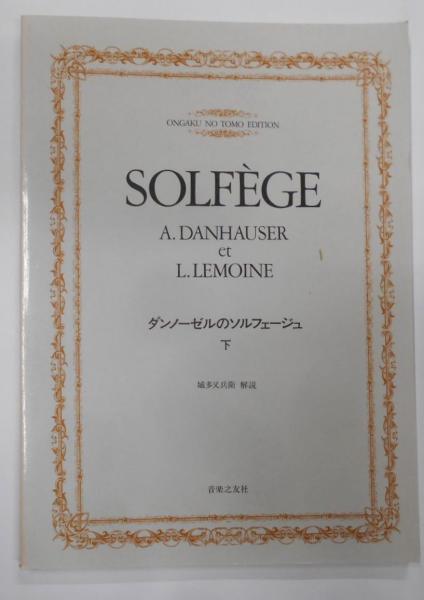 ONGAKU NO TOMO EDITION
SOLFÈGE
A.DANHAUSER
et
L.LEMOINE
ダンノーゼルのソルフェージュ
下
城多又兵衛 解説
音楽之友社